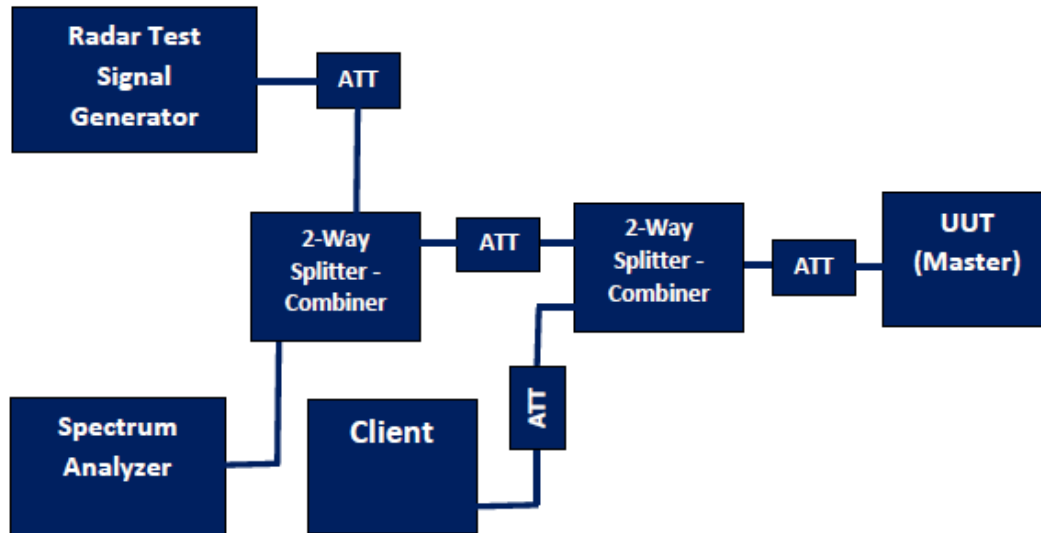 Radar Test
Signal
Generator
ATT
2-Way
Splitter -
Combiner
ATT
2-Way
Splitter -
Combiner
ATT
UUT
(Master)
Spectrum
Analyzer
Client
ATT